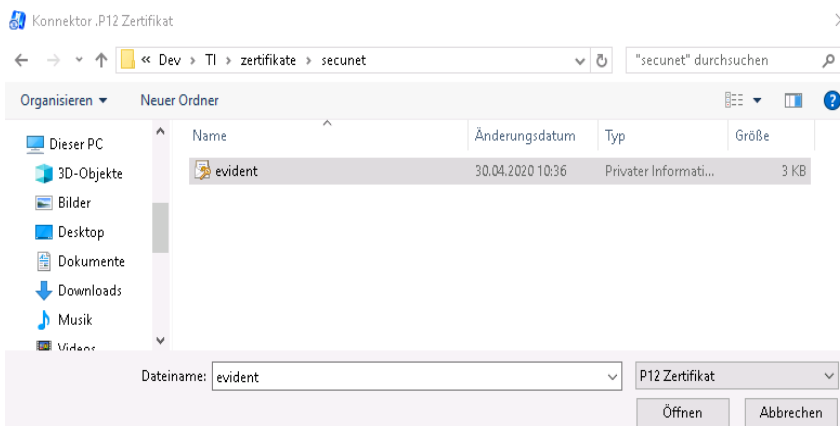 Konnektor .P12 Zertifikat
« Dev › TI › zertifikate › secunet
"secunet" durchsuchen
Organisieren Neuer Ordner
Name Änderungsdatum Typ Größe
evident 30.04.2020 10:36 Privater Informati... 3 KB
Dieser PC
3D-Objekte
Bilder
Desktop
Dokumente
Downloads
Musik
Videos
Dateiname: evident P12 Zertifikat
Öffnen Abbrechen